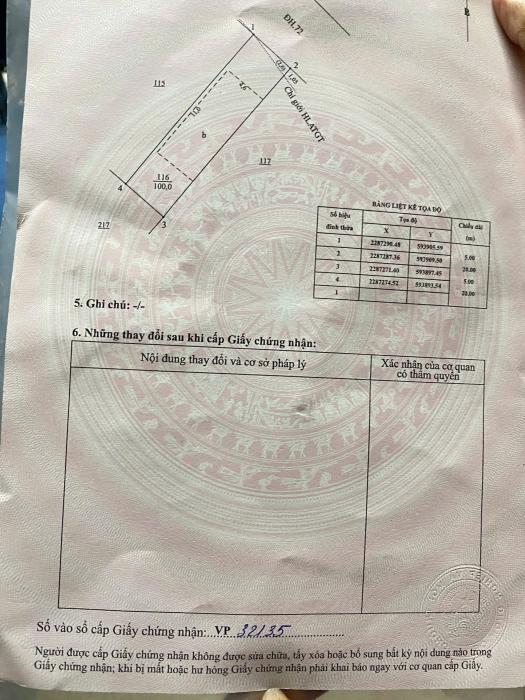 B
ĐH.72
1
2
1,05
4,6
Chỉ giới HLATGT
115
b
117
116
100,0
4
3
217
BẢNG LIỆT KÊ TỌA ĐỘ
Số hiệu đỉnh thửa Tọa độ Chiều dài (m)
X Y
1 2287290.48 593905.59
5.00
2 2287287.36 593909.50
20.00
3 2287271.60 593897.45
5.00
4 2287274.52 593893.54
20.00
1
5. Ghi chú: -/-
6. Những thay đổi sau khi cấp Giấy chứng nhận:
Nội dung thay đổi và cơ sở pháp lý Xác nhận của cơ quan
có thẩm quyền
Số vào sổ cấp Giấy chứng nhận:...VP 32135
Người được cấp Giấy chứng nhận không được sửa chữa, tẩy xóa hoặc bổ sung bất kỳ nội dung nào trong
Giấy chứng nhận; khi bị mất hoặc hư hỏng Giấy chứng nhận phải khai báo ngay với cơ quan cấp Giấy.